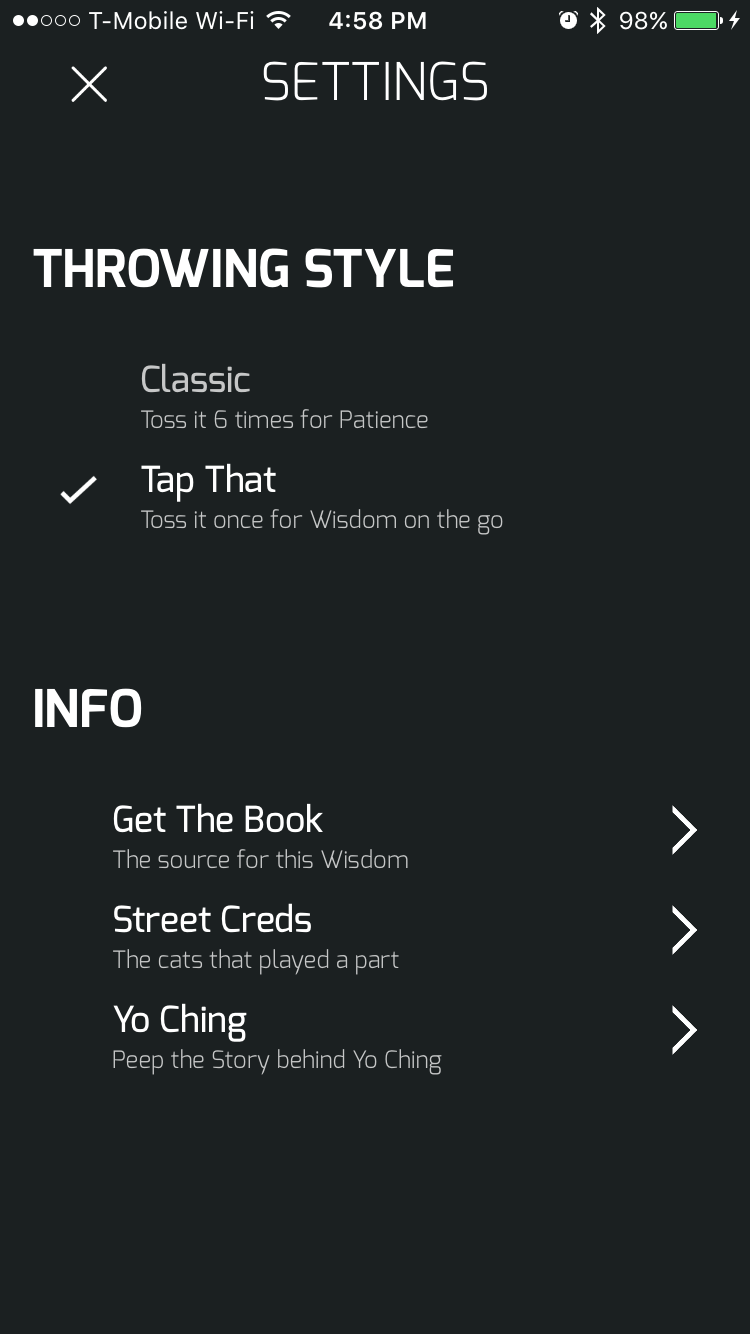 T-Mobile Wi-Fi 4:58 PM 98%
SETTINGS
THROWING STYLE
Classic
Toss it 6 times for Patience
Tap That
Toss it once for Wisdom on the go
INFO
Get The Book
The source for this Wisdom
Street Creds
The cats that played a part
Yo Ching
Peep the Story behind Yo Ching